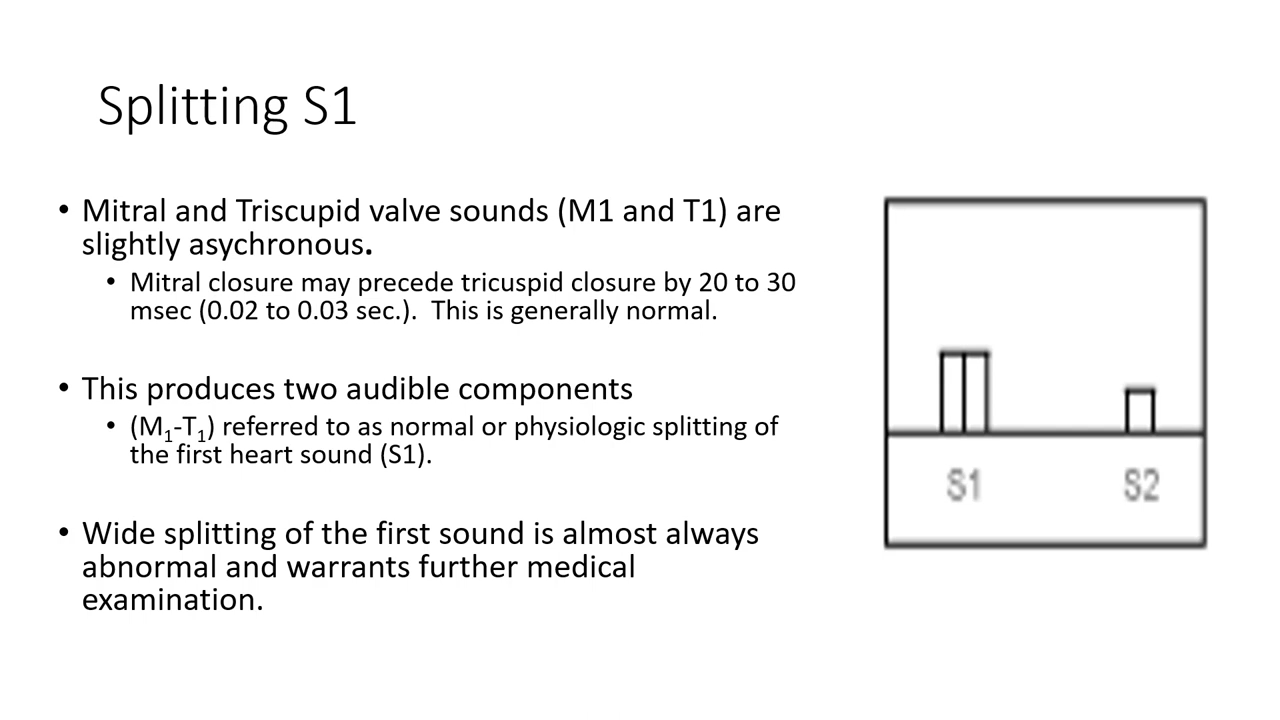 Splitting S1
• Mitral and Triscupid valve sounds (M1 and T1) are
slightly asychronous.
• Mitral closure may precede tricuspid closure by 20 to 30
msec (0.02 to 0.03 sec.).  This is generally normal.
• This produces two audible components
• (M₁-T₁) referred to as normal or physiologic splitting of
the first heart sound (S1).
• Wide splitting of the first sound is almost always
abnormal and warrants further medical
examination.
S1
S2